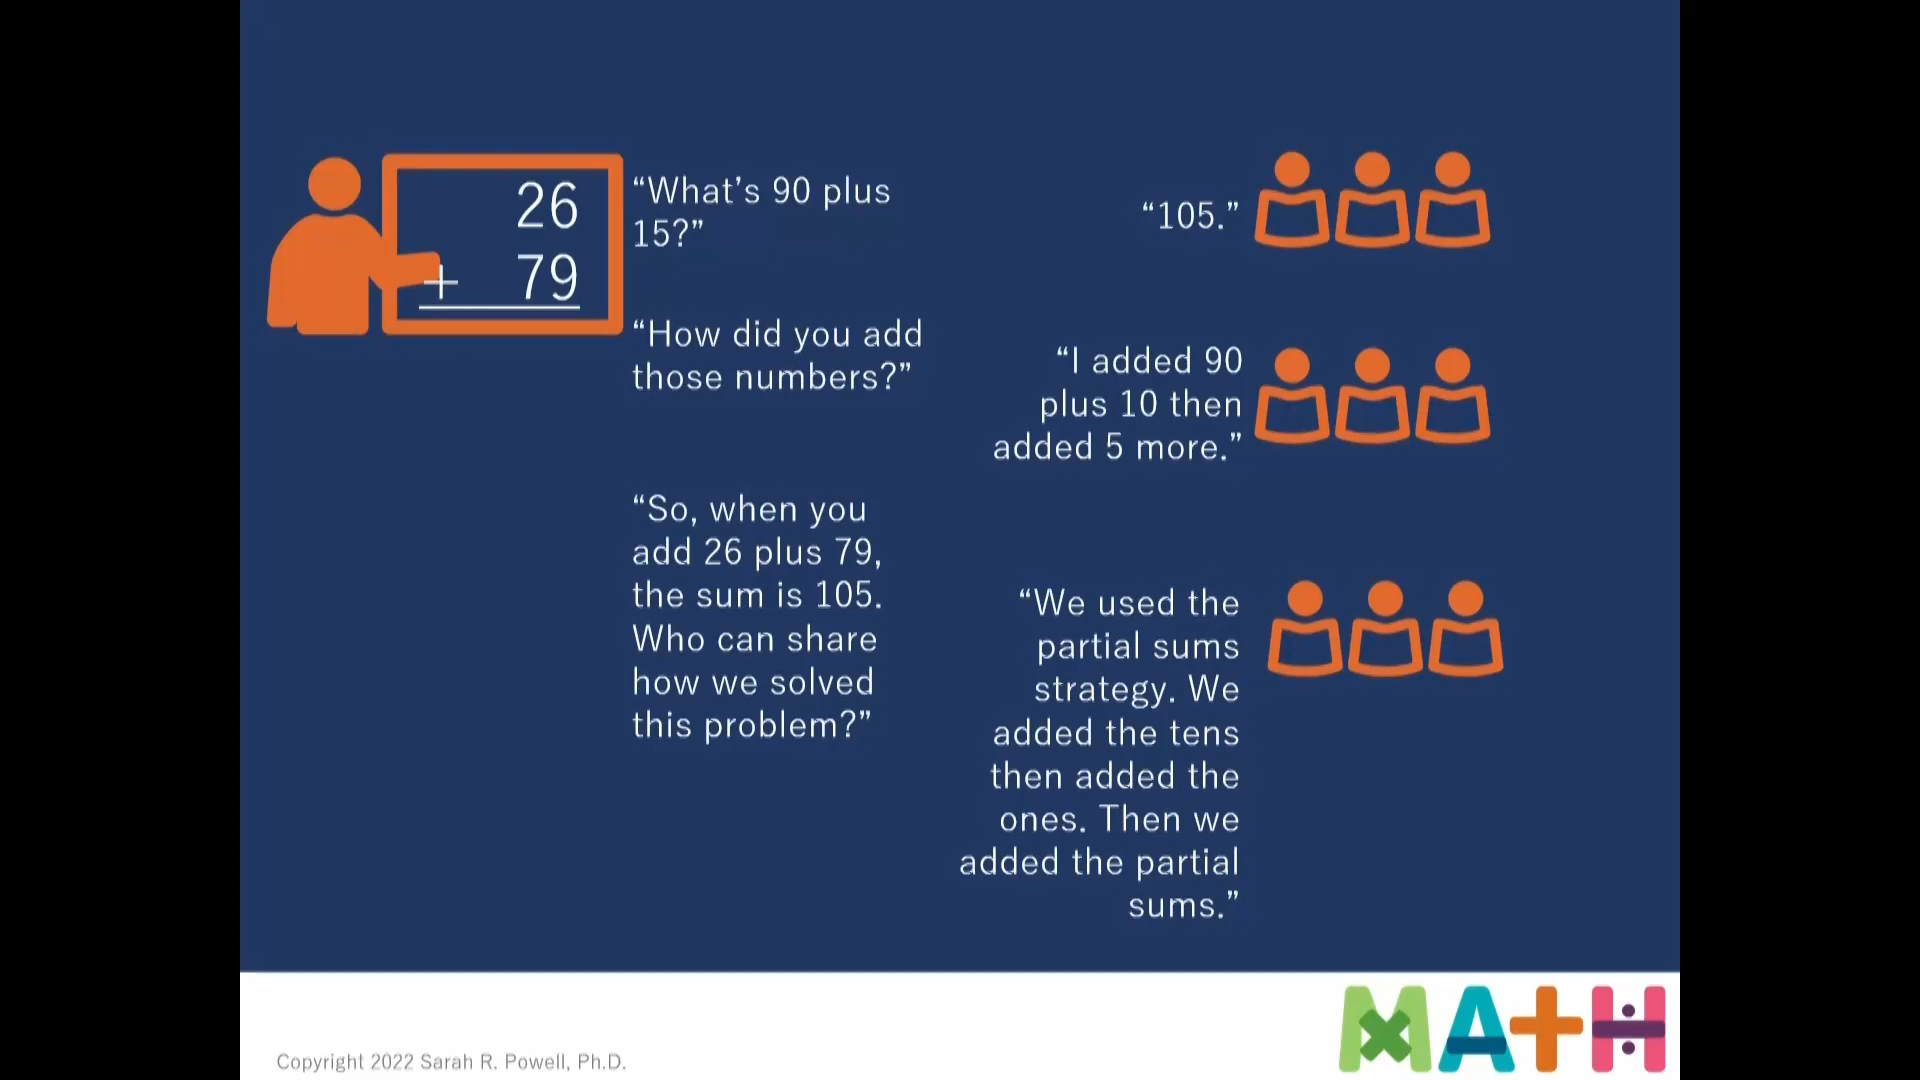 26
+ 79
“What’s 90 plus
15?”
“105.”
“How did you add
those numbers?”
“I added 90
plus 10 then
added 5 more.”
“So, when you
add 26 plus 79,
the sum is 105.
Who can share
how we solved
this problem?”
“We used the
partial sums
strategy. We
added the tens
then added the
ones. Then we
added the partial
sums.”
Copyright 2022 Sarah R. Powell, Ph.D.
MATH